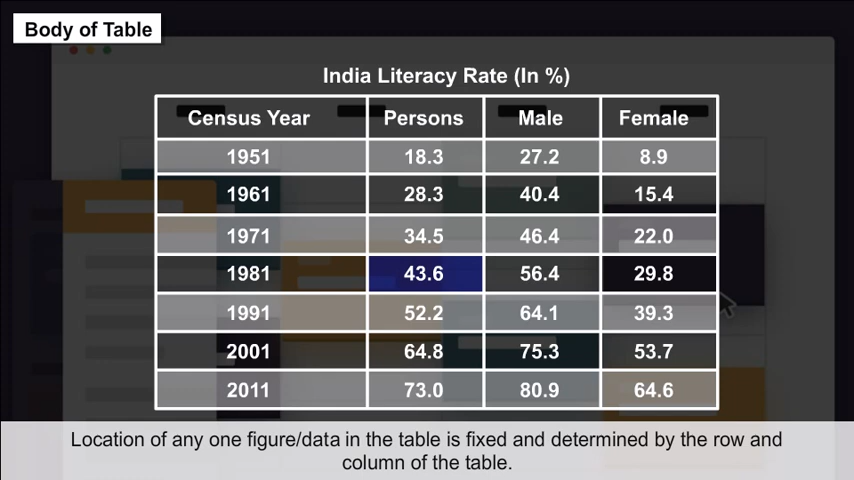 Body of Table
India Literacy Rate (In %)
Census Year Persons Male Female
1951 18.3 27.2 8.9
1961 28.3 40.4 15.4
1971 34.5 46.4 22.0
1981 43.6 56.4 29.8
1991 52.2 64.1 39.3
2001 64.8 75.3 53.7
2011 73.0 80.9 64.6
Location of any one figure/data in the table is fixed and determined by the row and
column of the table.